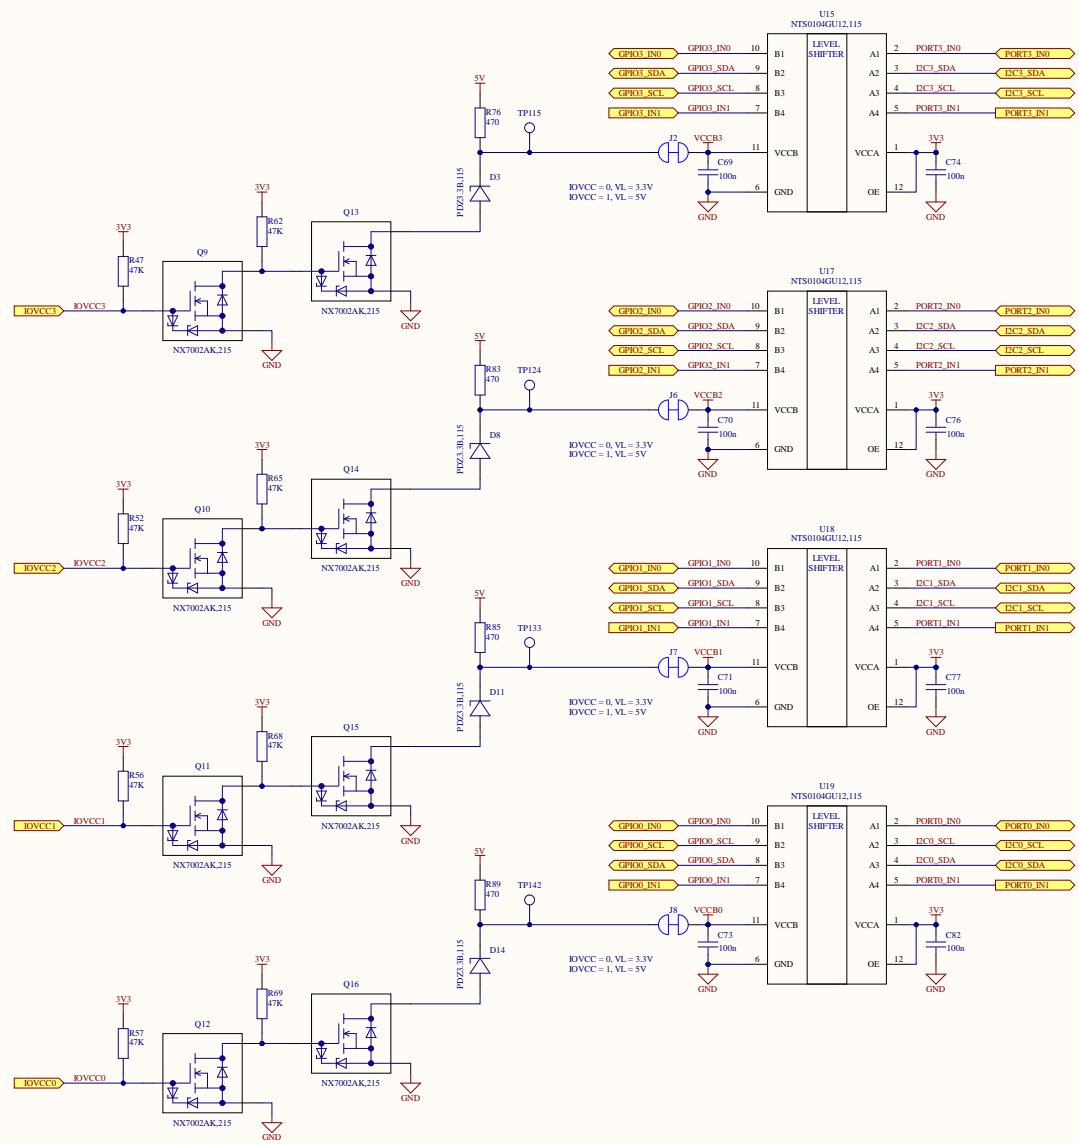 U15
NTS0104GU12,115
LEVEL
SHIFTER
GPIO3_IN0 GPIO3_IN0 10 B1 A1 2 PORT3_IN0 PORT3_IN0
GPIO3_SDA GPIO3_SDA 9 B2 A2 3 I2C3_SDA I2C3_SDA
GPIO3_SCL GPIO3_SCL 8 B3 A3 4 I2C3_SCL I2C3_SCL
GPIO3_IN1 GPIO3_IN1 7 B4 A4 5 PORT3_IN1 PORT3_IN1
5V
R76
470
TP115
J2 VCCB3 11 VCCB VCCA 1 3V3
C69
100n
C74
100n
6 GND OE 12
GND GND
IOVCC = 0, VL = 3.3V
IOVCC = 1, VL = 5V
D3
PDZ3.3B,115
3V3
R62
47K
Q13
NX7002AK,215
GND
3V3
R47
47K
Q9
IOVCC3 IOVCC3
NX7002AK,215
GND
U17
NTS0104GU12,115
LEVEL
SHIFTER
GPIO2_IN0 GPIO2_IN0 10 B1 A1 2 PORT2_IN0 PORT2_IN0
GPIO2_SDA GPIO2_SDA 9 B2 A2 3 I2C2_SDA I2C2_SDA
GPIO2_SCL GPIO2_SCL 8 B3 A3 4 I2C2_SCL I2C2_SCL
GPIO2_IN1 GPIO2_IN1 7 B4 A4 5 PORT2_IN1 PORT2_IN1
5V
R83
470
TP124
J6 VCCB2 11 VCCB VCCA 1 3V3
C70
100n
C76
100n
6 GND OE 12
GND GND
IOVCC = 0, VL = 3.3V
IOVCC = 1, VL = 5V
D8
PDZ3.3B,115
3V3
R65
47K
Q14
NX7002AK,215
GND
3V3
R52
47K
Q10
IOVCC2 IOVCC2
NX7002AK,215
GND
U18
NTS0104GU12,115
LEVEL
SHIFTER
GPIO1_IN0 GPIO1_IN0 10 B1 A1 2 PORT1_IN0 PORT1_IN0
GPIO1_SDA GPIO1_SDA 9 B2 A2 3 I2C1_SDA I2C1_SDA
GPIO1_SCL GPIO1_SCL 8 B3 A3 4 I2C1_SCL I2C1_SCL
GPIO1_IN1 GPIO1_IN1 7 B4 A4 5 PORT1_IN1 PORT1_IN1
5V
R85
470
TP133
J7 VCCB1 11 VCCB VCCA 1 3V3
C71
100n
C77
100n
6 GND OE 12
GND GND
IOVCC = 0, VL = 3.3V
IOVCC = 1, VL = 5V
D11
PDZ3.3B,115
3V3
R68
47K
Q15
NX7002AK,215
GND
3V3
R56
47K
Q11
IOVCC1 IOVCC1
NX7002AK,215
GND
U19
NTS0104GU12,115
LEVEL
SHIFTER
GPIO0_IN0 GPIO0_IN0 10 B1 A1 2 PORT0_IN0 PORT0_IN0
GPIO0_SCL GPIO0_SCL 9 B2 A2 3 I2C0_SCL I2C0_SCL
GPIO0_SDA GPIO0_SDA 8 B3 A3 4 I2C0_SDA I2C0_SDA
GPIO0_IN1 GPIO0_IN1 7 B4 A4 5 PORT0_IN1 PORT0_IN1
5V
R89
470
TP142
J8 VCCB0 11 VCCB VCCA 1 3V3
C73
100n
C82
100n
6 GND OE 12
GND GND
IOVCC = 0, VL = 3.3V
IOVCC = 1, VL = 5V
D14
PDZ3.3B,115
3V3
R69
47K
Q16
NX7002AK,215
GND
3V3
R57
47K
Q12
IOVCC0 IOVCC0
NX7002AK,215
GND